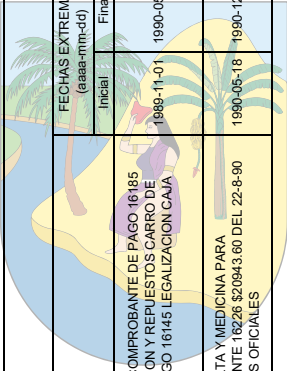 FECHAS EXTREM
(aaaa-mm-dd)
Inicial Fina
OMPROBANTE DE PAGO 16185
ON Y REPUESTOS CARRO DE
GO 16145 LEGALIZACION CAJA
1989-11-01 1990-05
TA Y MEDICINA PARA
NTE 16226 $20943.60 DEL 22-8-90
S OFICIALES
1990-05-18 1990-12